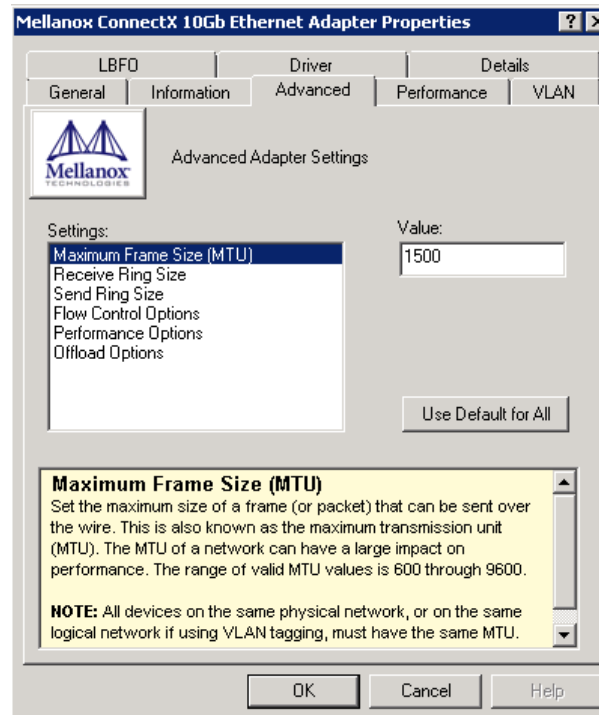 Mellanox ConnectX 10Gb Ethernet Adapter Properties
LBFO Driver Details
General Information Advanced Performance VLAN
Mellanox
TECHNOLOGIES
Advanced Adapter Settings
Settings:
Value:
Maximum Frame Size (MTU)
1500
Receive Ring Size
Send Ring Size
Flow Control Options
Performance Options
Offload Options
Use Default for All
Maximum Frame Size (MTU)
Set the maximum size of a frame (or packet) that can be sent over
the wire. This is also known as the maximum transmission unit
(MTU). The MTU of a network can have a large impact on
performance. The range of valid MTU values is 600 through 9600.
NOTE: All devices on the same physical network, or on the same
logical network if using VLAN tagging, must have the same MTU.
OK Cancel Help